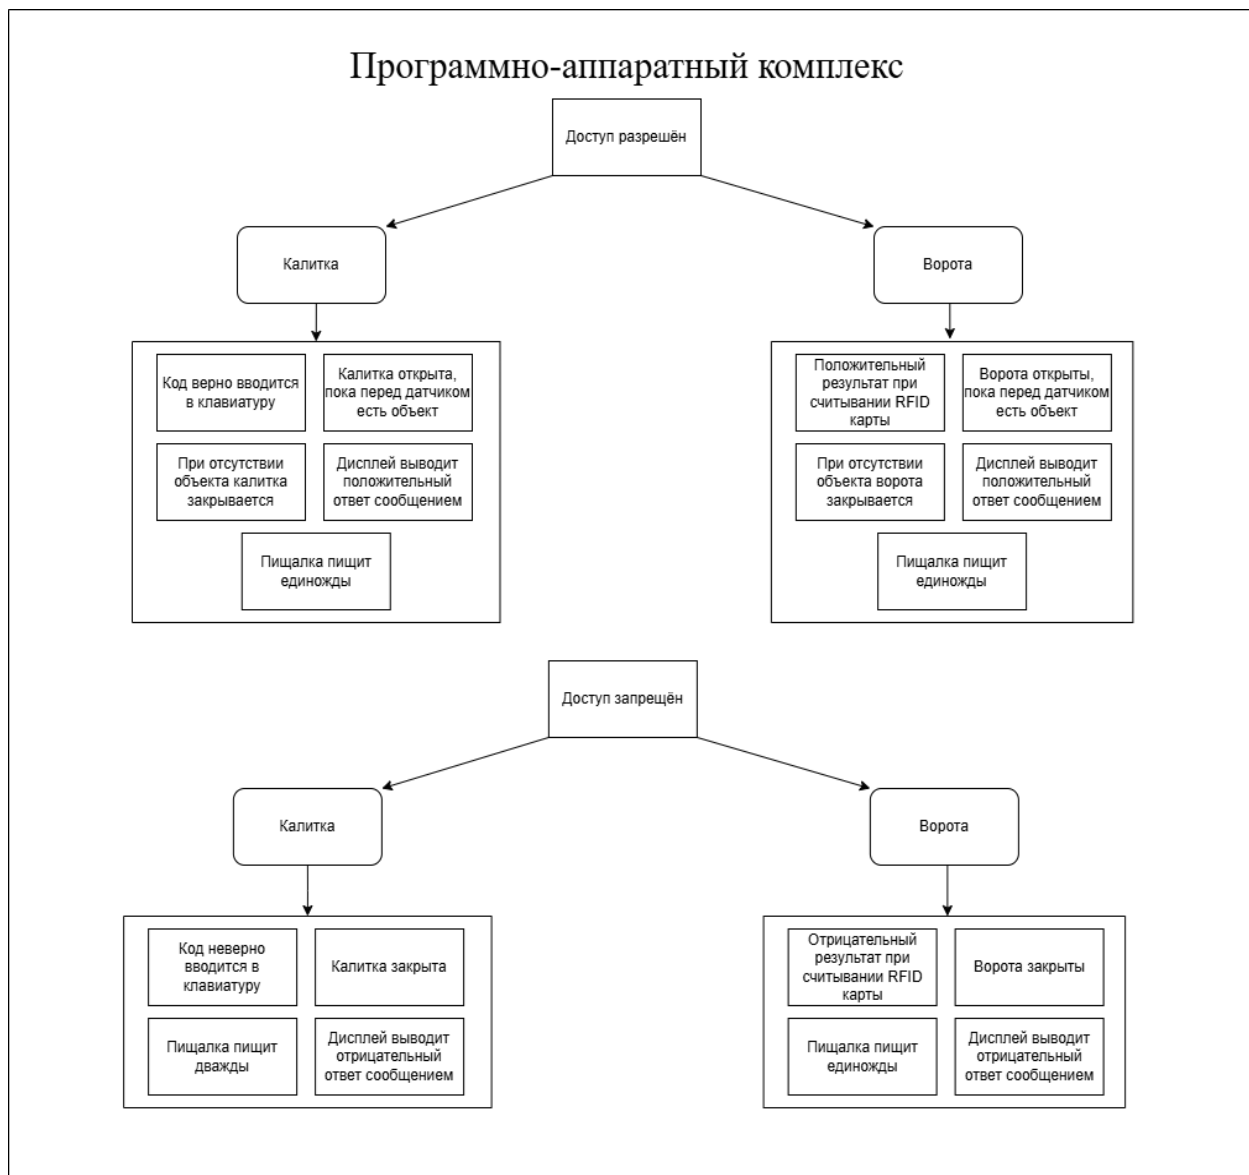 Программно-аппаратный комплекс
Доступ разрешён
Калитка
Ворота
Код верно вводится
в клавиатуру
Калитка открыта,
пока перед датчиком
есть объект
При отсутствии
объекта калитка
закрывается
Дисплей выводит
положительный
ответ сообщением
Пищалка пищит
единожды
Положительный
результат при
считывании RFID
карты
Ворота открыты,
пока перед датчиком
есть объект
При отсутствии
объекта ворота
закрывается
Дисплей выводит
положительный
ответ сообщением
Пищалка пищит
единожды
Доступ запрещён
Калитка
Ворота
Код неверно
вводится в
клавиатуру
Калитка закрыта
Пищалка пищит
дважды
Дисплей выводит
отрицательный
ответ сообщением
Отрицательный
результат при
считывании RFID
карты
Ворота закрыты
Пищалка пищит
единожды
Дисплей выводит
отрицательный
ответ сообщением